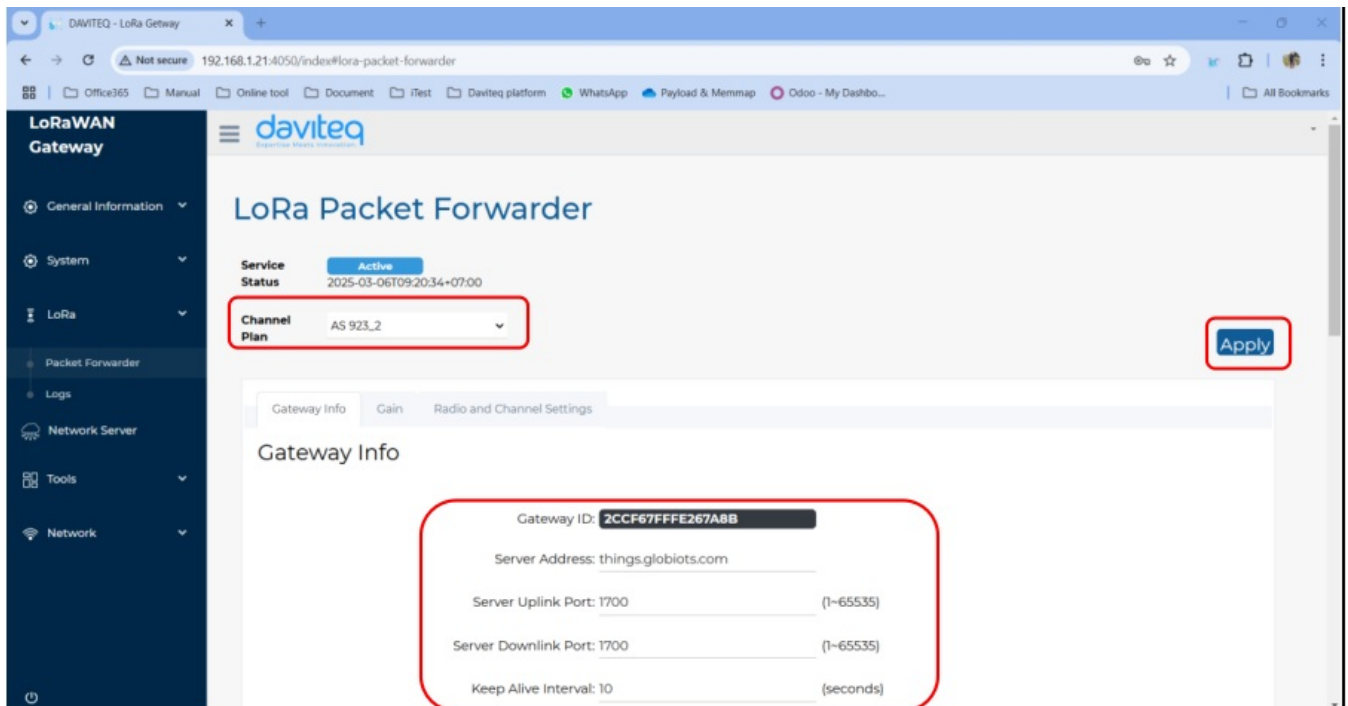 DAVITEQ - LoRa Getway
Not secure 192.168.1.21:4050/index#lora-packet-forwarder
Office365 Manual Online tool Document iTest Daviteq platform WhatsApp Payload & Memmap Odoo - My Dashbo... All Bookmarks
LoRaWAN
Gateway
daviteq
Expertise Meets Innovation
General Information
System
LoRa
Packet Forwarder
Logs
Network Server
Tools
Network
LoRa Packet Forwarder
Service
Status
Active
2025-03-06T09:20:34+07:00
Channel
Plan
AS 923_2
Apply
Gateway Info Gain Radio and Channel Settings
Gateway Info
Gateway ID: 2CCF67FFFE267A8B
Server Address: things.globiots.com
Server Uplink Port: 1700 (1~65535)
Server Downlink Port: 1700 (1~65535)
Keep Alive Interval: 10 (seconds)